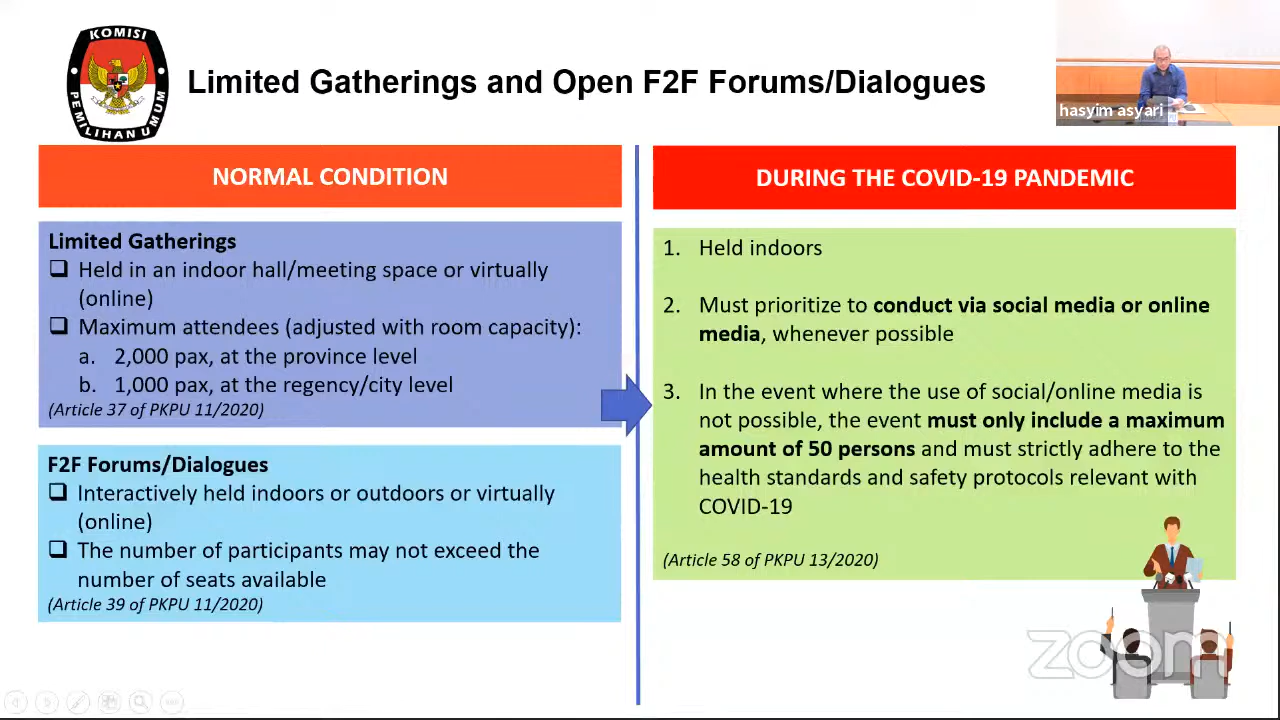 KOMISI
PEMILIHAN UMUM
Limited Gatherings and Open F2F Forums/Dialogues
hasyim asyari
NORMAL CONDITION
Limited Gatherings
Held in an indoor hall/meeting space or virtually
(online)
Maximum attendees (adjusted with room capacity):
a. 2,000 pax, at the province level
b. 1,000 pax, at the regency/city level
(Article 37 of PKPU 11/2020)
F2F Forums/Dialogues
Interactively held indoors or outdoors or virtually
(online)
The number of participants may not exceed the
number of seats available
(Article 39 of PKPU 11/2020)
DURING THE COVID-19 PANDEMIC
1. Held indoors
2. Must prioritize to conduct via social media or online
media, whenever possible
3. In the event where the use of social/online media is
not possible, the event must only include a maximum
amount of 50 persons and must strictly adhere to the
health standards and safety protocols relevant with
COVID-19
(Article 58 of PKPU 13/2020)
zoom